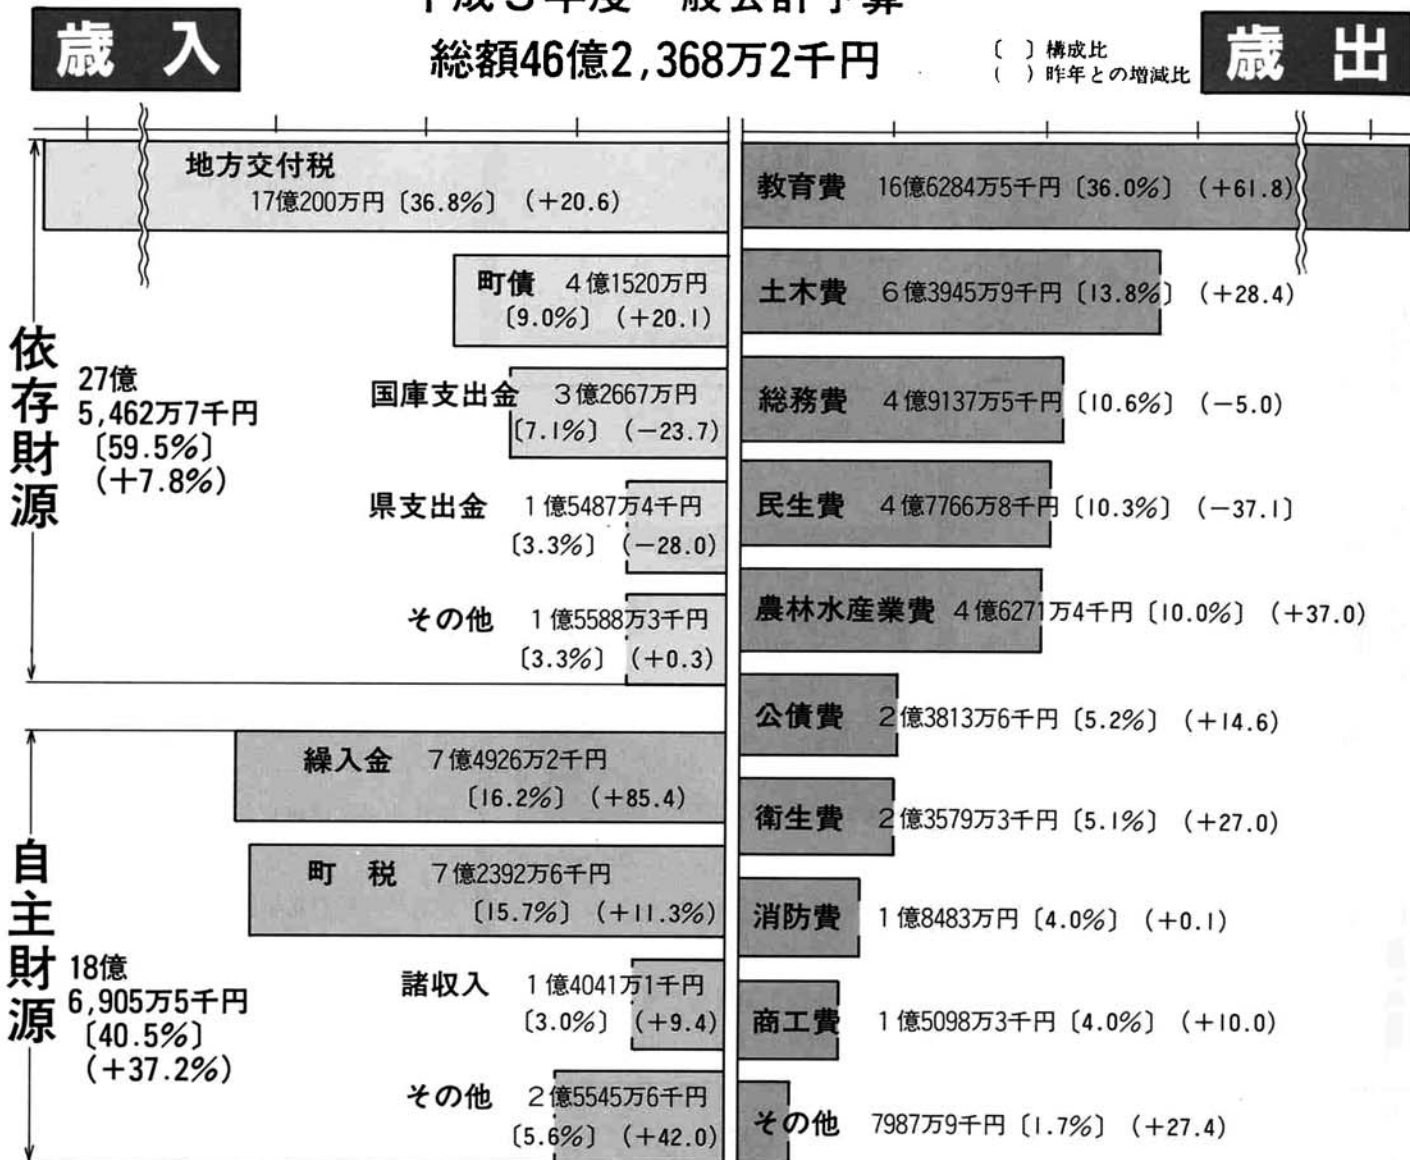 平成3年度一般会計予算
総額46億2,368万2千円
〔 〕構成比
( )昨年との増減比
歳入
歳出
依存財源
27億
5,462万7千円
〔59.5%〕
(+7.8%)
地方交付税
17億200万円〔36.8%〕(+20.6)
町債 4億1520万円
〔9.0%〕(+20.1)
国庫支出金 3億2667万円
〔7.1%〕(−23.7)
県支出金 1億5487万4千円
〔3.3%〕(−28.0)
その他 1億5588万3千円
〔3.3%〕(+0.3)
自主財源
18億
6,905万5千円
〔40.5%〕
(+37.2%)
繰入金 7億4926万2千円
〔16.2%〕(+85.4)
町税 7億2392万6千円
〔15.7%〕(+11.3%)
諸収入 1億4041万1千円
〔3.0%〕(+9.4)
その他 2億5545万6千円
〔5.6%〕(+42.0)
教育費 16億6284万5千円〔36.0%〕(+61.8)
土木費 6億3945万9千円〔13.8%〕(+28.4)
総務費 4億9137万5千円〔10.6%〕(−5.0)
民生費 4億7766万8千円〔10.3%〕(−37.1〕
農林水産業費 4億6271万4千円〔10.0%〕(+37.0)
公債費 2億3813万6千円〔5.2%〕(+14.6)
衛生費 2億3579万3千円〔5.1%〕(+27.0)
消防費 1億8483万円〔4.0%〕(+0.1)
商工費 1億5098万3千円〔4.0%〕(+10.0)
その他 7987万9千円〔1.7%〕(+27.4)